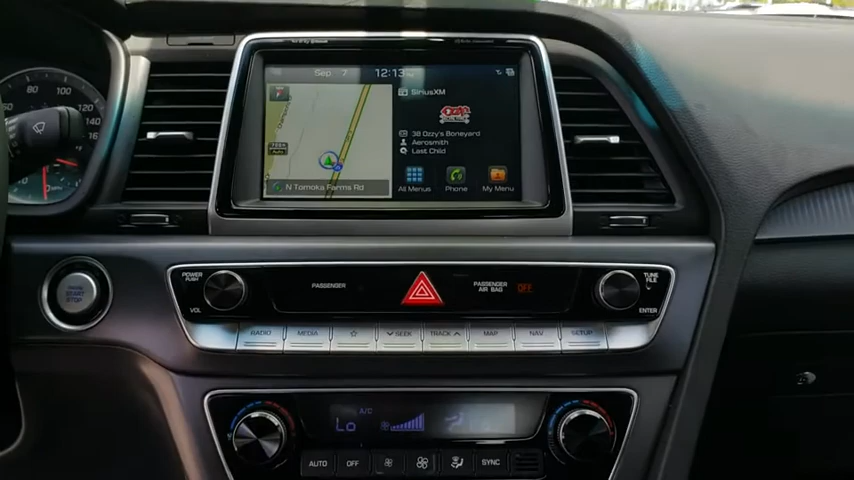 Sep 7
12:13
SiriusXM
OZZY'S
38 Ozzy's Boneyard
Aerosmith
Last Child
N Tomoka Farms Rd
All Menus
Phone
My Menu
80
100
120
140
POWER
PUSH
VOL
PASSENGER
PASSENGER
AIR BAG
OFF
TUNE
FILE
ENTER
ENGINE
START
STOP
RADIO
MEDIA
☆
SEEK
TRACK
MAP
NAV
SETUP
A/C
Lo
AUTO
OFF
SYNC